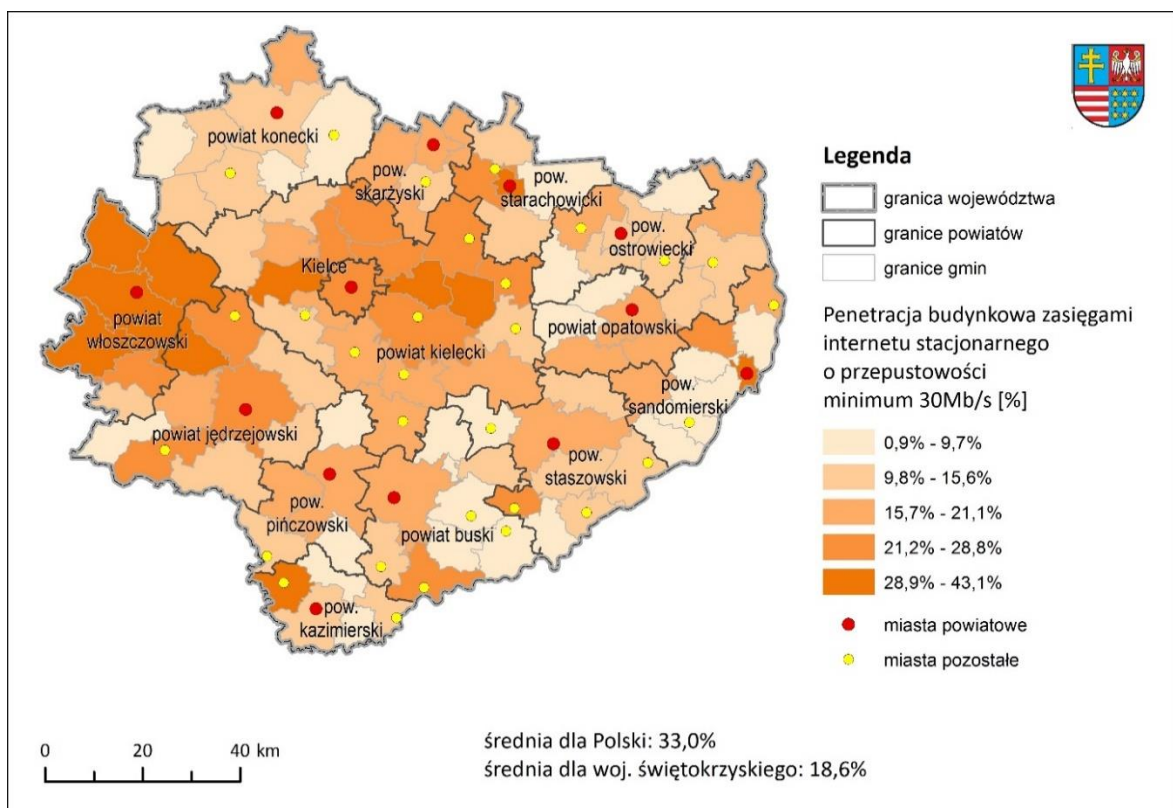 powiat konecki
pow.
skarżyski
pow.
starachowicki
pow.
ostrowiecki
Kielce
powiat
włoszczowski
powiat opatowski
powiat kielecki
pow.
sandomierski
powiat jędrzejowski
pow.
staszowski
pow.
pińczowski
powiat buski
pow.
kazimierski
Legenda
granica województwa
granice powiatów
granice gmin
Penetracja budynkowa zasięgami
internetu stacjonarnego
o przepustowości
minimum 30Mb/s [%]
0,9% - 9,7%
9,8% - 15,6%
15,7% - 21,1%
21,2% - 28,8%
28,9% - 43,1%
miasta powiatowe
miasta pozostałe
0 20 40 km
średnia dla Polski: 33,0%
średnia dla woj. świętokrzyskiego: 18,6%